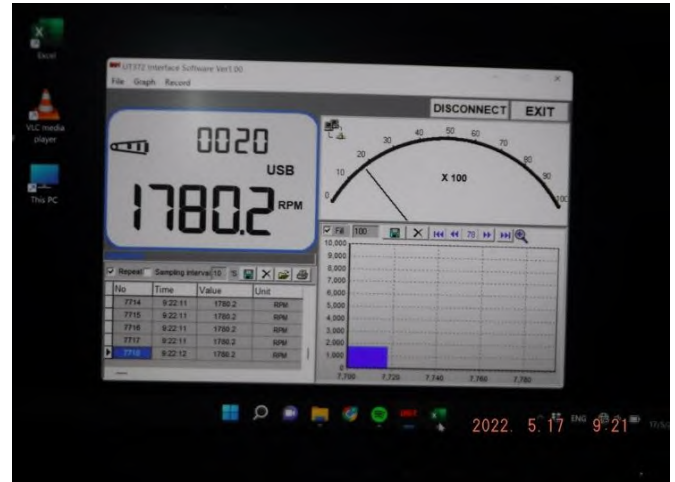 Excel
VLC media
player
This PC
UT372 Interface Software Ver1.00
File Graph Record
DISCONNECT EXIT
0020
USB
1780.2 RPM
0 10 20 30 40 50 60 70 80 90 100
X 100
Repeat Sampling interval 10 S
No Time Value Unit
7714 9:22:11 1780.2 RPM
7715 9:22:11 1780.2 RPM
7716 9:22:11 1780.2 RPM
7717 9:22:11 1780.2 RPM
7718 9:22:12 1780.2 RPM
Fill 100 78
10,000
9,000
8,000
7,000
6,000
5,000
4,000
3,000
2,000
1,000
0
7,700 7,720 7,740 7,760 7,780
ENG
2022. 5.17 9:21